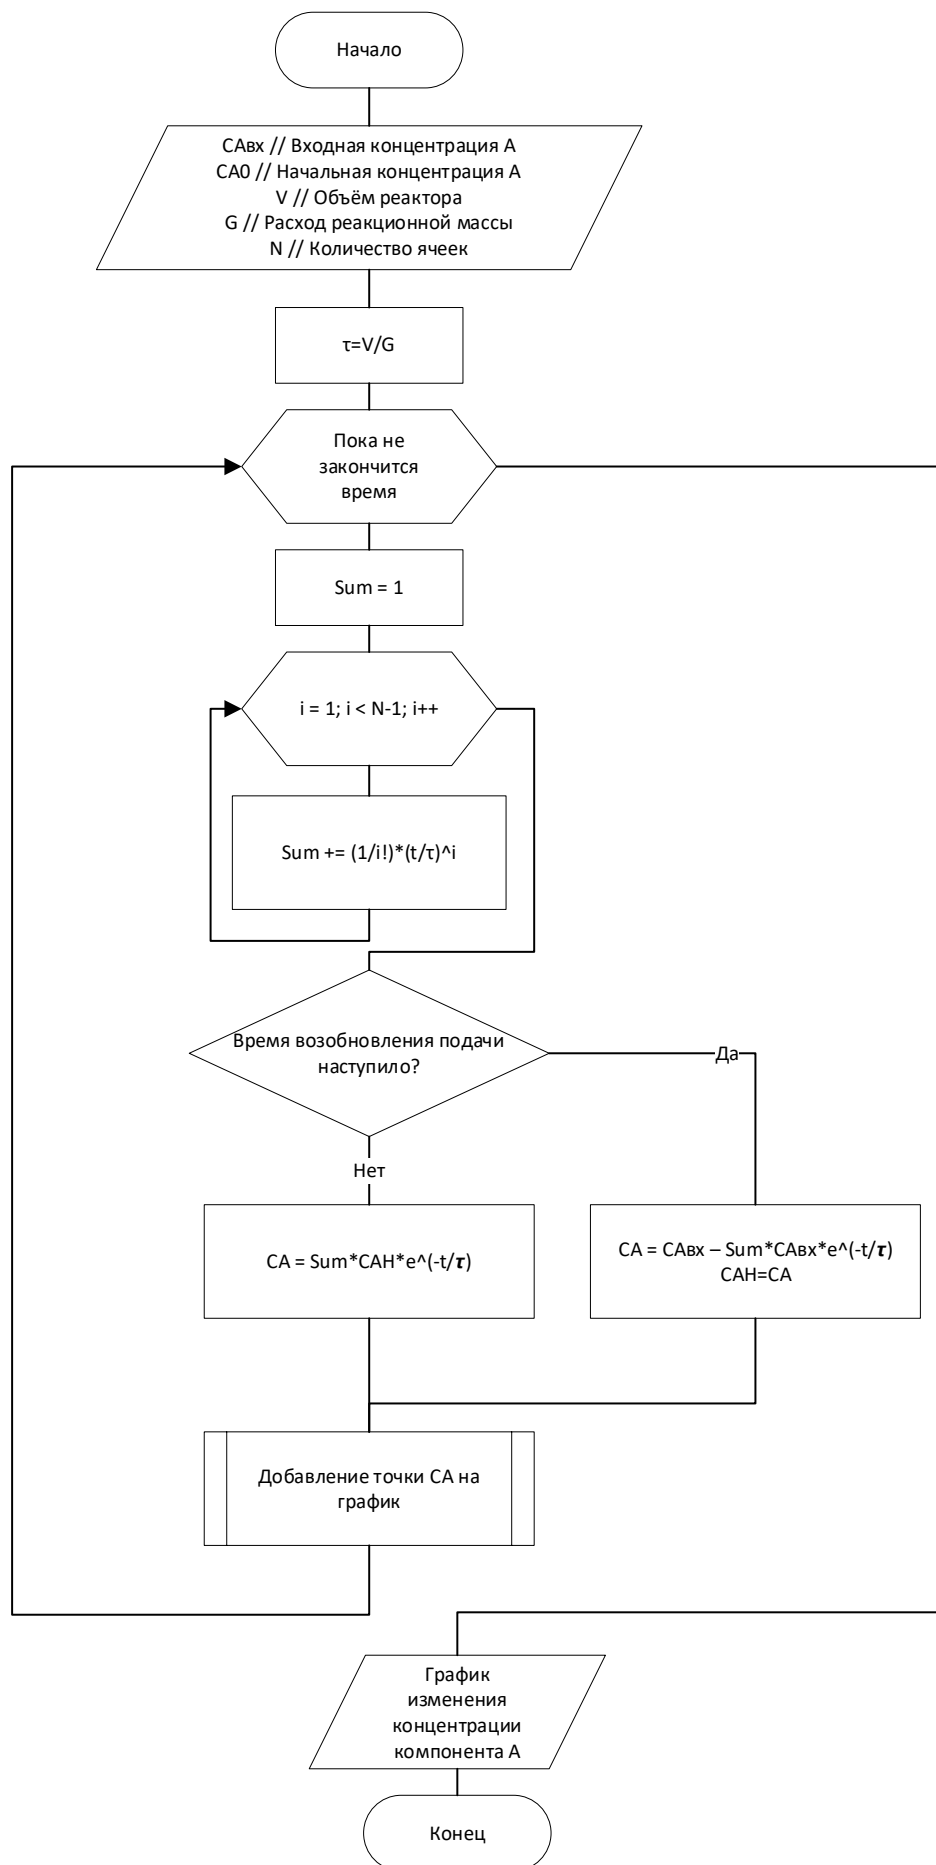 Начало
CAвх // Входная концентрация A
CA0 // Начальная концентрация A
V // Объём реактора
G // Расход реакционной массы
N // Количество ячеек
τ=V/G
Пока не
закончится
время
Sum = 1
i = 1; i < N-1; i++
Sum += (1/i!)*(t/τ)^i
Время возобновления подачи
наступило?
Да
Нет
CA = Sum*CAH*e^(-t/τ)
CA = CAвх – Sum*CAвх*e^(-t/τ)
CAH=CA
Добавление точки CA на
график
График
изменения
концентрации
компонента A
Конец